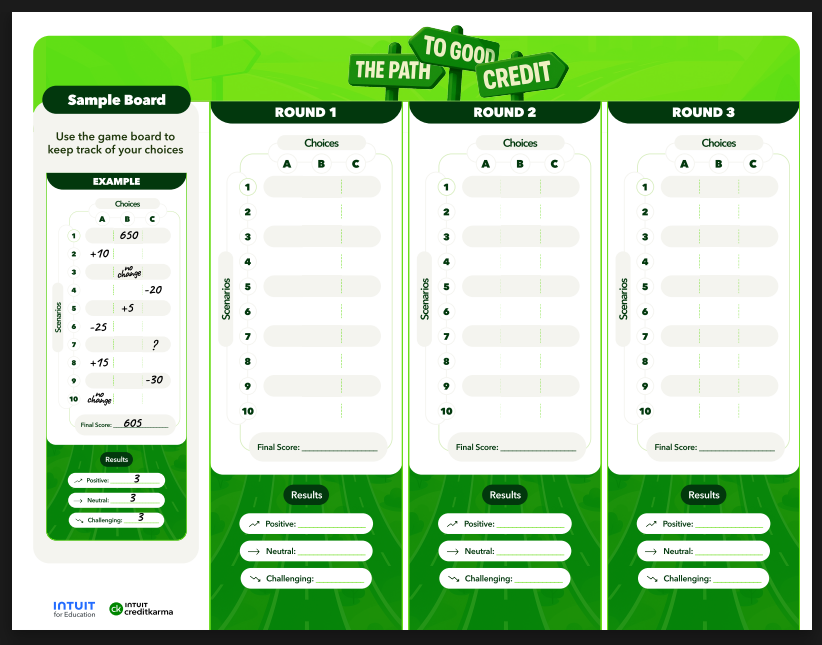 THE PATH
TO GOOD
CREDIT
Sample Board
Use the game board to
keep track of your choices
EXAMPLE
Choices
A B C
Scenarios
1 650
2 +10
3 no change
4 -20
5 +5
6 -25
7 ?
8 +15
9 -30
10 no change
Final Score: 605
Results
Positive: 3
Neutral: 3
Challenging: 3
INTUIT
for Education
ck INTUIT
creditkarma
ROUND 1
Choices
A B C
Scenarios
1
2
3
4
5
6
7
8
9
10
Final Score:
Results
Positive:
Neutral:
Challenging:
ROUND 2
Choices
A B C
Scenarios
1
2
3
4
5
6
7
8
9
10
Final Score:
Results
Positive:
Neutral:
Challenging:
ROUND 3
Choices
A B C
Scenarios
1
2
3
4
5
6
7
8
9
10
Final Score:
Results
Positive:
Neutral:
Challenging: